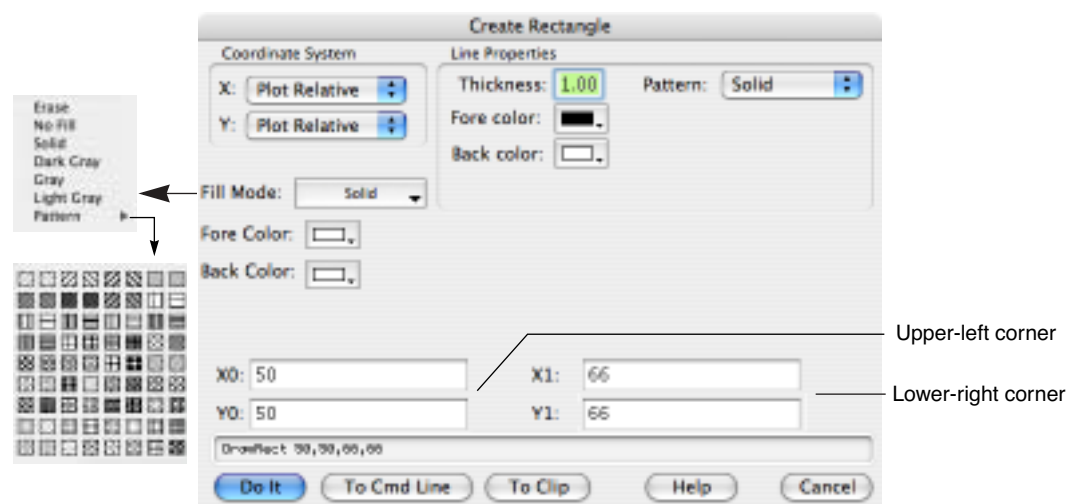 Create Rectangle
Coordinate System
X: Plot Relative
Y: Plot Relative
Line Properties
Thickness: 1.00 Pattern: Solid
Fore color:
Back color:
Erase
No Fill
Solid
Dark Gray
Gray
Light Gray
Pattern
Fill Mode: Solid
Fore Color:
Back Color:
Upper-left corner
X0: 50 X1: 66
Lower-right corner
Y0: 50 Y1: 66
DrawRect 50,50,66,66
Do It To Cmd Line To Clip Help Cancel